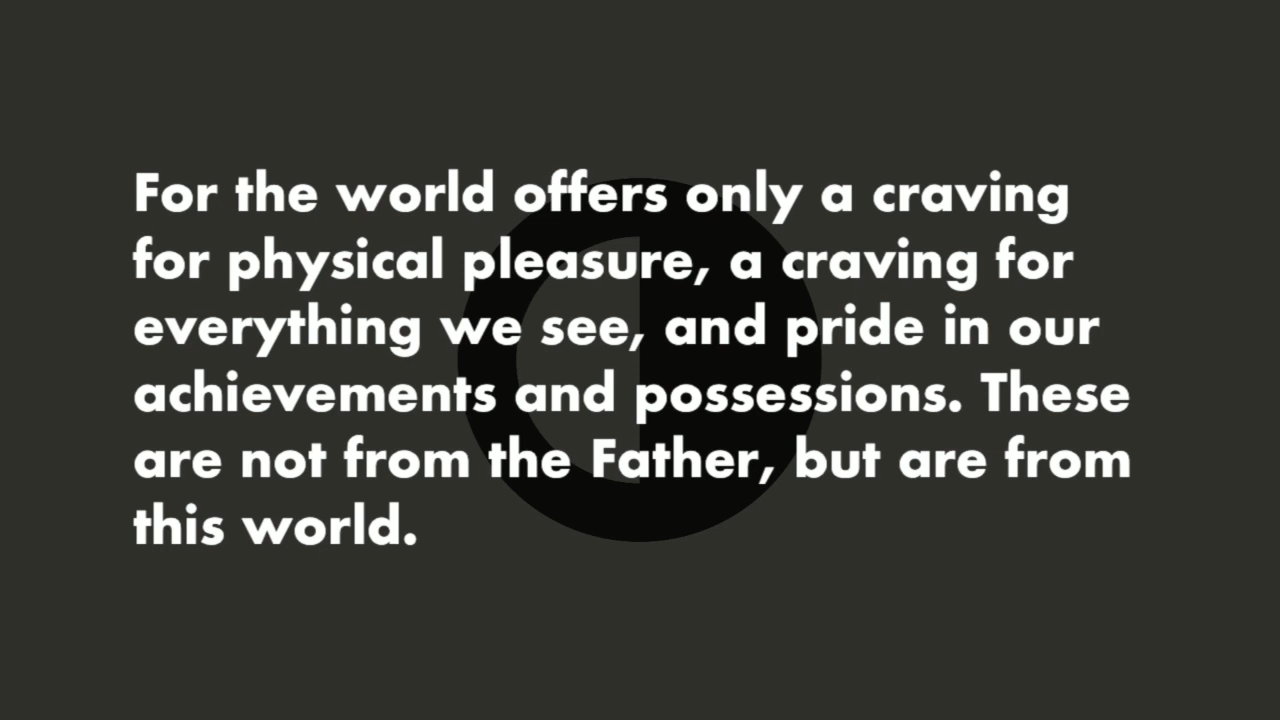 For the world offers only a craving
for physical pleasure, a craving for
everything we see, and pride in our
achievements and possessions. These
are not from the Father, but are from
this world.